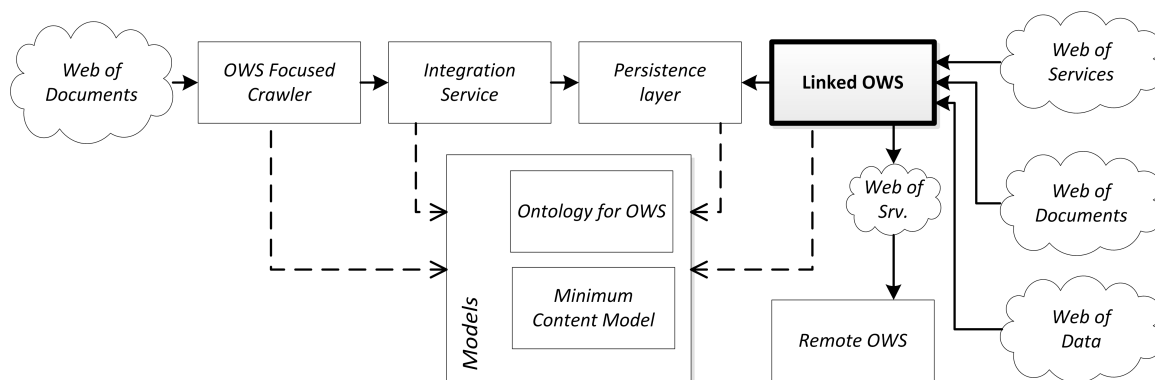 Web of
Documents
OWS Focused
Crawler
Integration
Service
Persistence
layer
Linked OWS
Web of
Services
Ontology for OWS
Web of
Srv.
Web of
Documents
Models
Minimum
Content Model
Remote OWS
Web of
Data